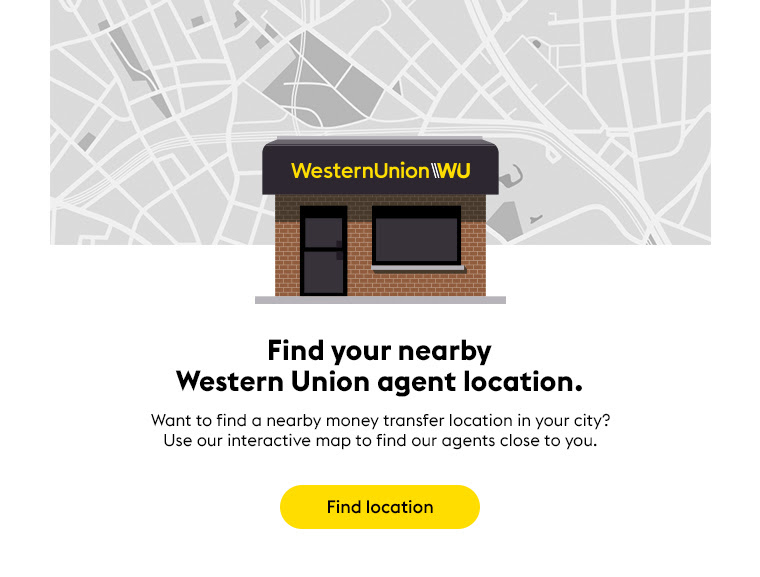 WesternUnion WU
Find your nearby
Western Union agent location.
Want to find a nearby money transfer location in your city?
Use our interactive map to find our agents close to you.
Find location